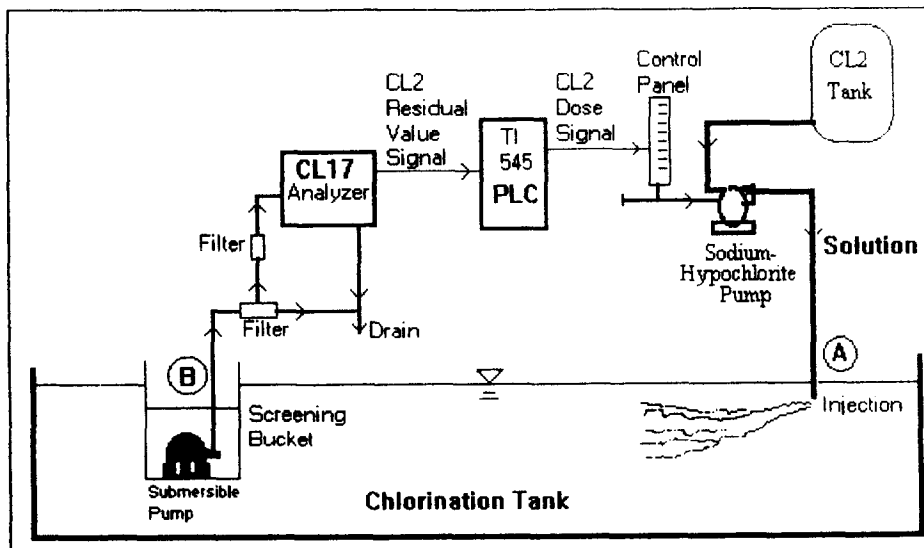 CL2
Residual
Value
Signal
CL2
Dose
Signal
Control
Panel
CL2
Tank
CL17
Analyzer
TI
545
PLC
Filter
Filter
Drain
Sodium-
Hypochlorite
Pump
Solution
A
B
Injection
Screening
Bucket
Submersible
Pump
Chlorination Tank